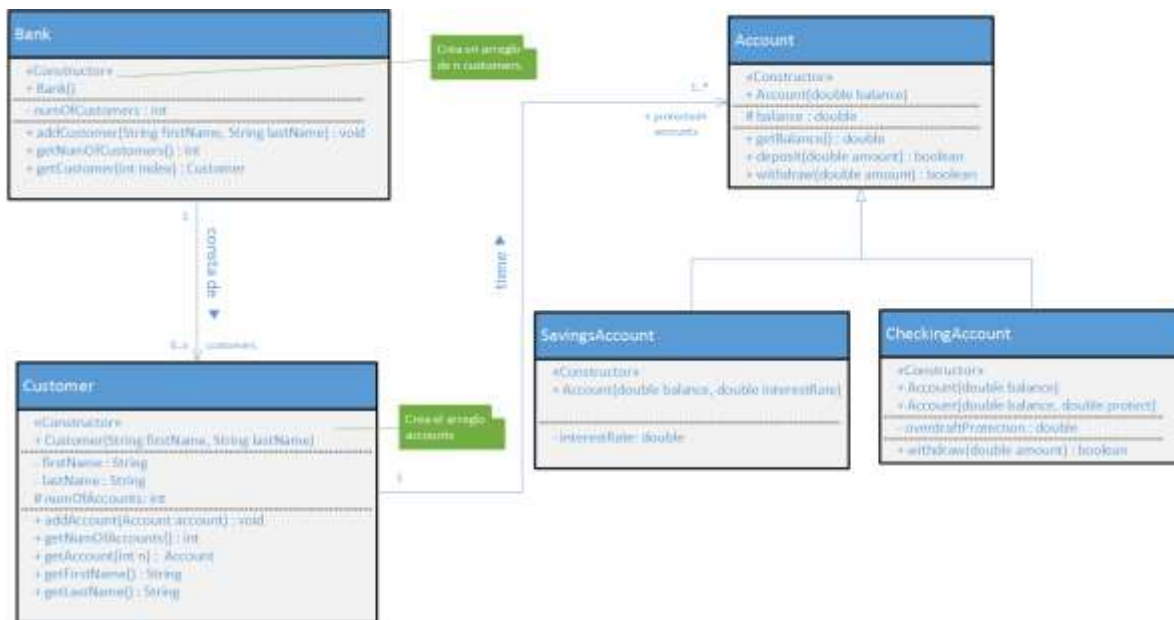 Bank
«Constructor»
+ Bank()
- numOfCustomers : int
+ addCustomer(String firstName, String lastName) : void
+ getNumOfCustomers() : int
+ getCustomer(int index) : Customer
Crea un arreglo
de n customers.
Account
«Constructor»
+ Account(double balance)
# balance : double
+ getBalance() : double
+ deposit(double amount) : boolean
+ withdraw(double amount) : boolean
1..*
accounts
1
consta de ▶
customers
tiene ▶
Customer
«Constructor»
+ Customer(String firstName, String lastName)
- firstName : String
- lastName : String
# numOfAccounts: int
+ addAccount(Account account) : void
+ getNumOfAccounts() : int
+ getAccount(int n) : Account
+ getFirstName() : String
+ getLastName() : String
Crea el arreglo
accounts
1
SavingsAccount
«Constructor»
+ Account(double balance, double interestRate)
- interestRate: double
CheckingAccount
«Constructor»
+ Account(double balance)
+ Account(double balance, double protect)
- overdraftProtection : double
+ withdraw(double amount) : boolean